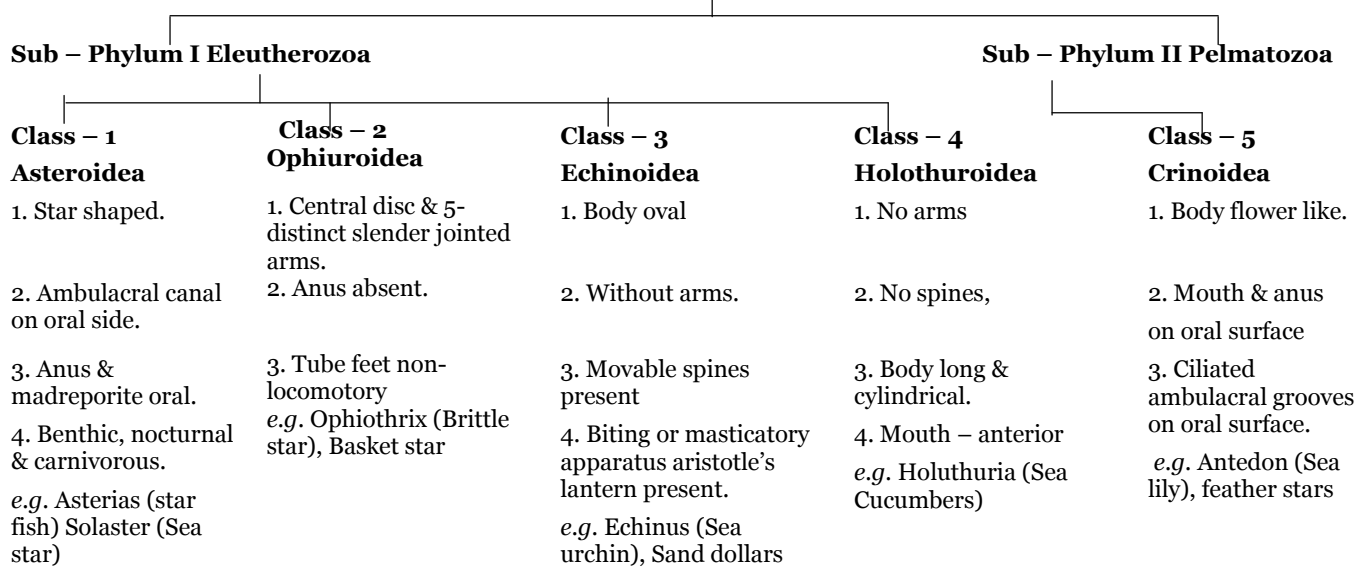 Sub – Phylum I Eleutherozoa
Sub – Phylum II Pelmatozoa
Class – 1
Asteroidea
1. Star shaped.
2. Ambulacral canal
on oral side.
3. Anus &
madreporite oral.
4. Benthic, nocturnal
& carnivorous.
e.g. Asterias (star
fish) Solaster (Sea
star)
Class – 2
Ophiuroidea
1. Central disc & 5-
distinct slender jointed
arms.
2. Anus absent.
3. Tube feet non-
locomotory
e.g. Ophiothrix (Brittle
star), Basket star
Class – 3
Echinoidea
1. Body oval
2. Without arms.
3. Movable spines
present
4. Biting or masticatory
apparatus aristotle’s
lantern present.
e.g. Echinus (Sea
urchin), Sand dollars
Class – 4
Holothuroidea
1. No arms
2. No spines,
3. Body long &
cylindrical.
4. Mouth – anterior
e.g. Holuthuria (Sea
Cucumbers)
Class – 5
Crinoidea
1. Body flower like.
2. Mouth & anus
on oral surface
3. Ciliated
ambulacral grooves
on oral surface.
e.g. Antedon (Sea
lily), feather stars